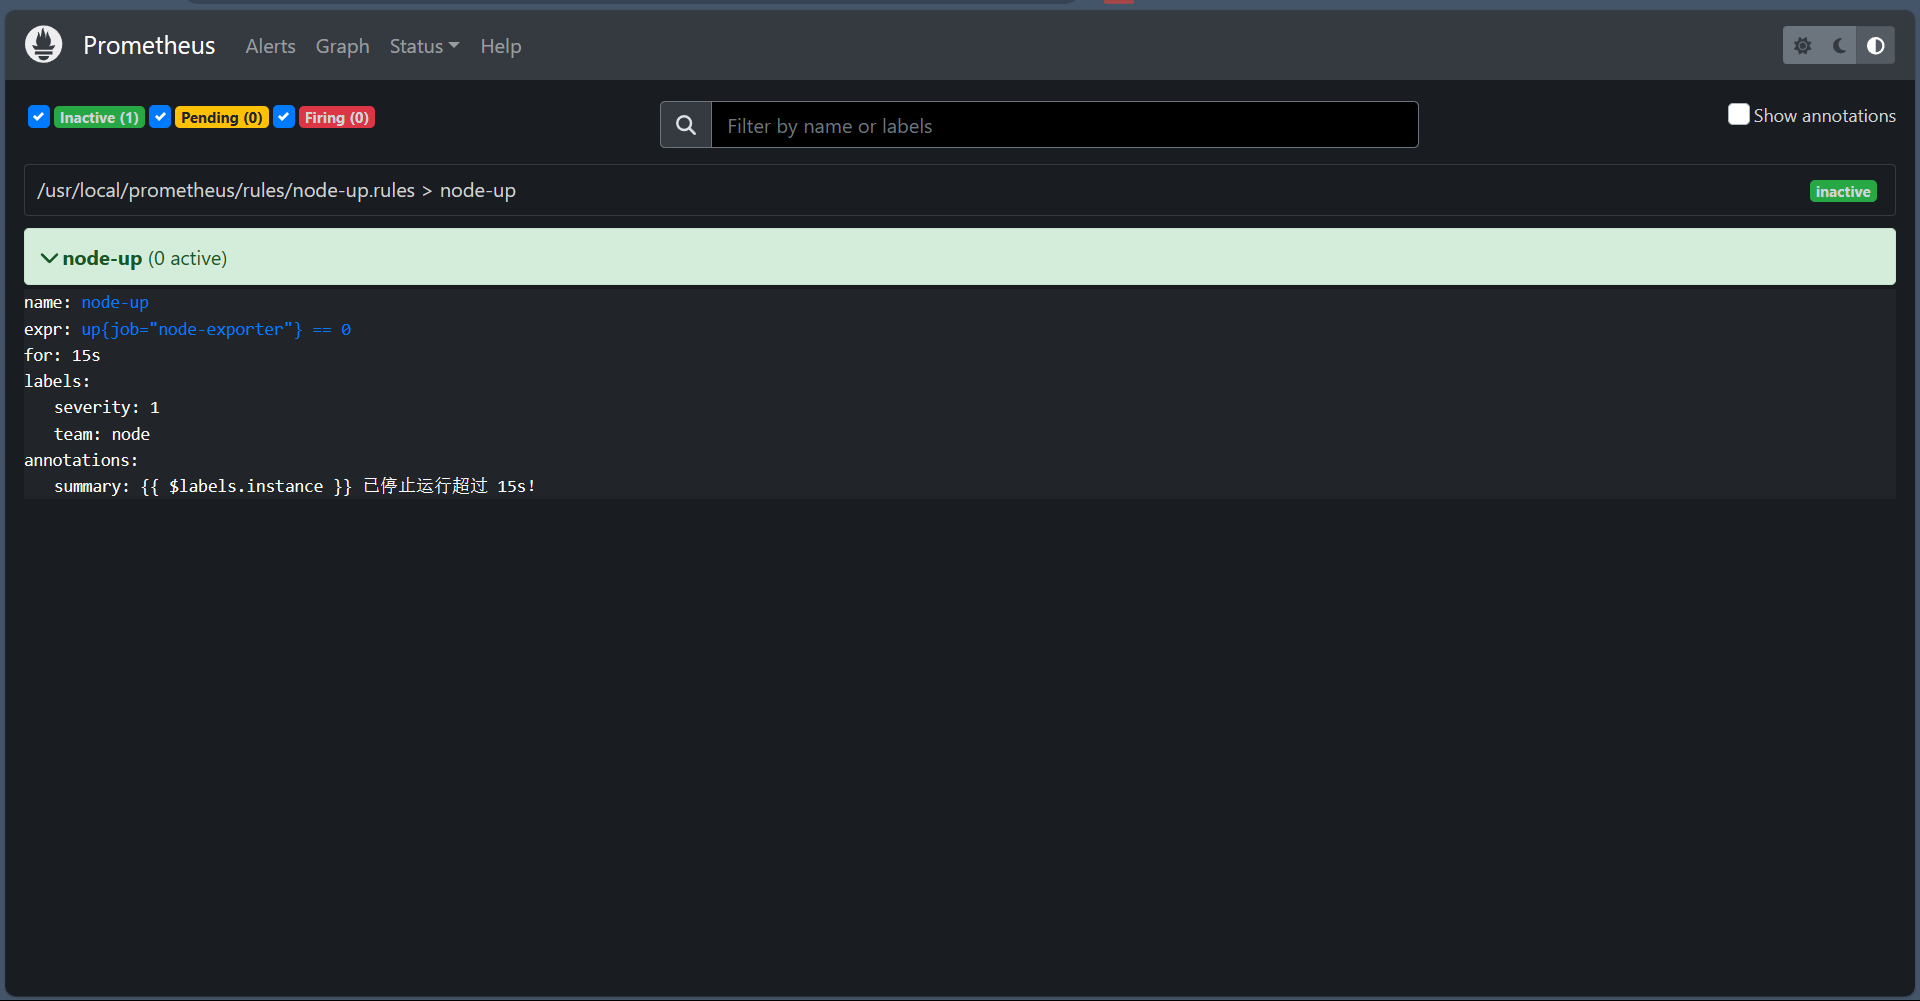 Prometheus Alerts Graph Status Help
Inactive (1) Pending (0) Firing (0) Filter by name or labels Show annotations
/usr/local/prometheus/rules/node-up.rules > node-up inactive
node-up (0 active)
name: node-up
expr: up{job="node-exporter"} == 0
for: 15s
labels:
severity: 1
team: node
annotations:
summary: {{ $labels.instance }} 已停止运行超过 15s!